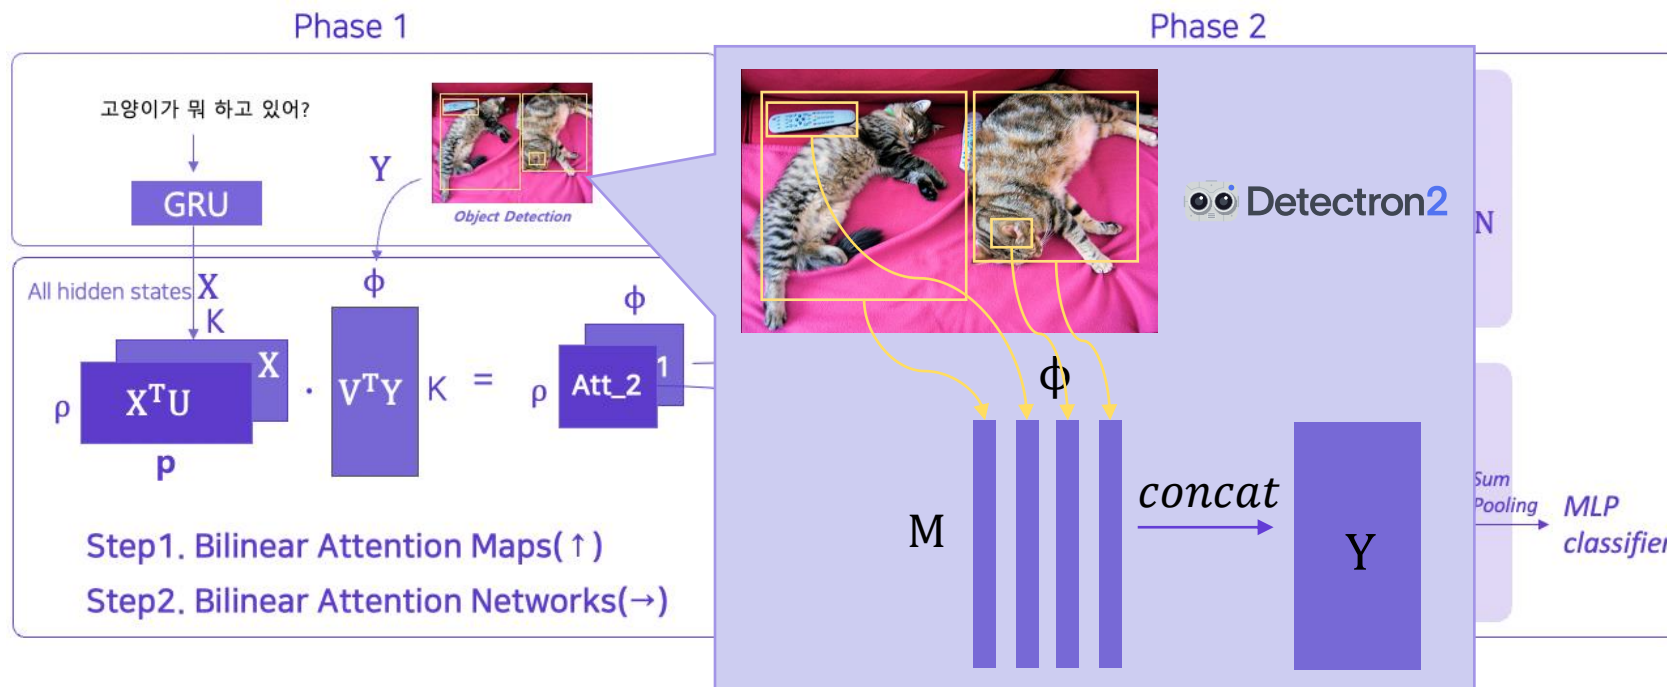 Phase 1
Phase 2
고양이가 뭐 하고 있어?
GRU
Y
Object Detection
All hidden states X
K
ϕ
ρ
XᵀU
X
p
·
VᵀY
K
=
ϕ
ρ
Att_2
1
Step1. Bilinear Attention Maps(↑)
Step2. Bilinear Attention Networks(→)
Detectron2
ϕ
M
concat
Y
N
Sum
Pooling
MLP
classifier